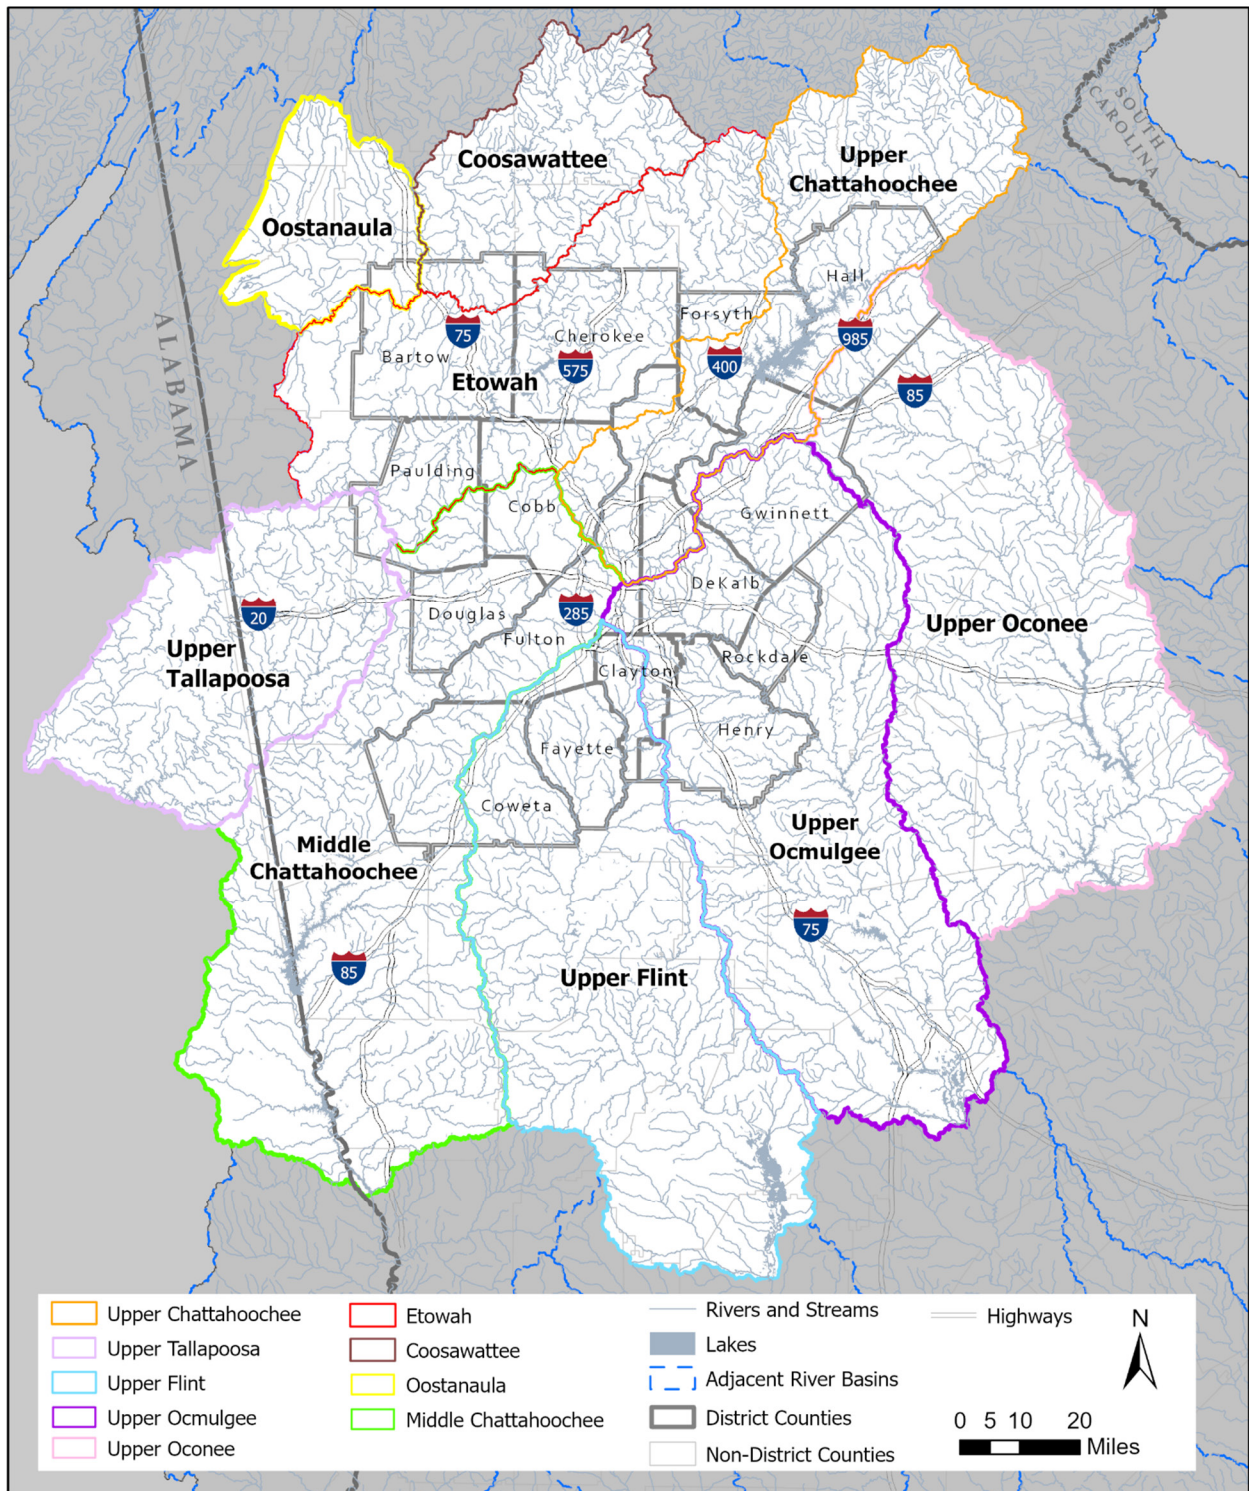 SOUTH
CAROLINA
Coosawattee
Upper
Chattahoochee
Oostanaula
Hall
ALABAMA
75
Forsyth
985
Cherokee
Bartow
400
575
Etowah
85
Paulding
Cobb
Gwinnett
DeKalb
20
Douglas
285
Upper Oconee
Fulton
Upper
Tallapoosa
Rockdale
Clayton
Henry
Fayette
Coweta
Middle
Chattahoochee
Upper
Ocmulgee
75
85
Upper Flint
Upper Chattahoochee
Upper Tallapoosa
Upper Flint
Upper Ocmulgee
Upper Oconee
Etowah
Coosawattee
Oostanaula
Middle Chattahoochee
Rivers and Streams
Lakes
Adjacent River Basins
District Counties
Non-District Counties
Highways
N
0 5 10 20
Miles